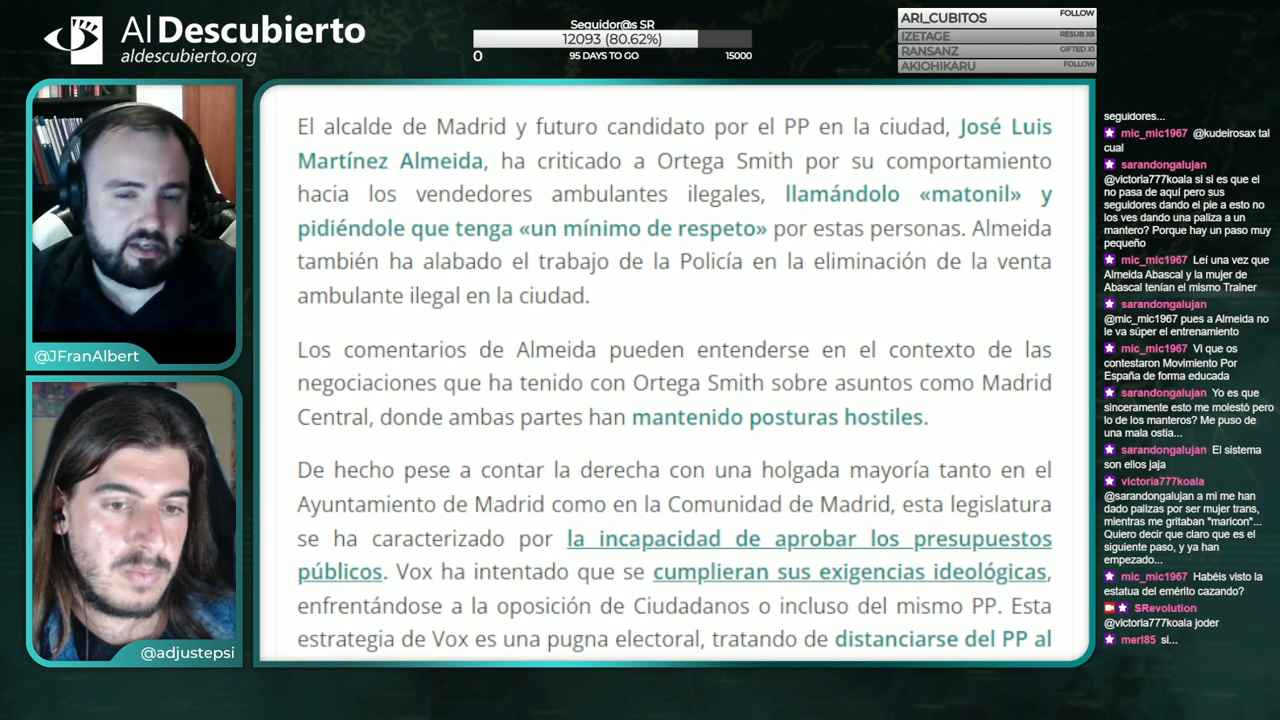 Al Descubierto
aldescubierto.org
Seguidor@s SR
12093 (80.62%)
0
95 DAYS TO GO
15000
ARI_CUBITOS FOLLOW
IZETAGE RESUB X8
RANSANZ GIFTED X1
AKIOHIKARU FOLLOW
@JFranAlbert
@adjustepsi
El alcalde de Madrid y futuro candidato por el PP en la ciudad, José Luis
Martínez Almeida, ha criticado a Ortega Smith por su comportamiento
hacia los vendedores ambulantes ilegales, llamándolo «matonil» y
pidiéndole que tenga «un mínimo de respeto» por estas personas. Almeida
también ha alabado el trabajo de la Policía en la eliminación de la venta
ambulante ilegal en la ciudad.
Los comentarios de Almeida pueden entenderse en el contexto de las
negociaciones que ha tenido con Ortega Smith sobre asuntos como Madrid
Central, donde ambas partes han mantenido posturas hostiles.
De hecho pese a contar la derecha con una holgada mayoría tanto en el
Ayuntamiento de Madrid como en la Comunidad de Madrid, esta legislatura
se ha caracterizado por la incapacidad de aprobar los presupuestos
públicos. Vox ha intentado que se cumplieran sus exigencias ideológicas,
enfrentándose a la oposición de Ciudadanos o incluso del mismo PP. Esta
estrategia de Vox es una pugna electoral, tratando de distanciarse del PP al
seguidores...
mic_mic1967 @kudeirosax tal
cual
sarandongalujan
@victoria777koala si si es que el
no pasa de aquí pero sus
seguidores dando el pie a esto no
los ves dando una paliza a un
mantero? Porque hay un paso muy
pequeño
mic_mic1967 Leí una vez que
Almeida Abascal y la mujer de
Abascal tenían el mismo Trainer
sarandongalujan
@mic_mic1967 pues a Almeida no
le va súper el entrenamiento
mic_mic1967 Vi que os
contestaron Movimiento Por
España de forma educada
sarandongalujan Yo es que
sinceramente esto me molestó pero
lo de los manteros? Me puso de
una mala ostia...
sarandongalujan El sistema
son ellos jaja
victoria777koala
@sarandongalujan a mi me han
dado palizas por ser mujer trans,
mientras me gritaban "maricon"...
Quiero decir que claro que es el
siguiente paso, y ya han
empezado...
mic_mic1967 Habéis visto la
estatua del emérito cazando?
SRevolution
@victoria777koala joder
merl85 si...